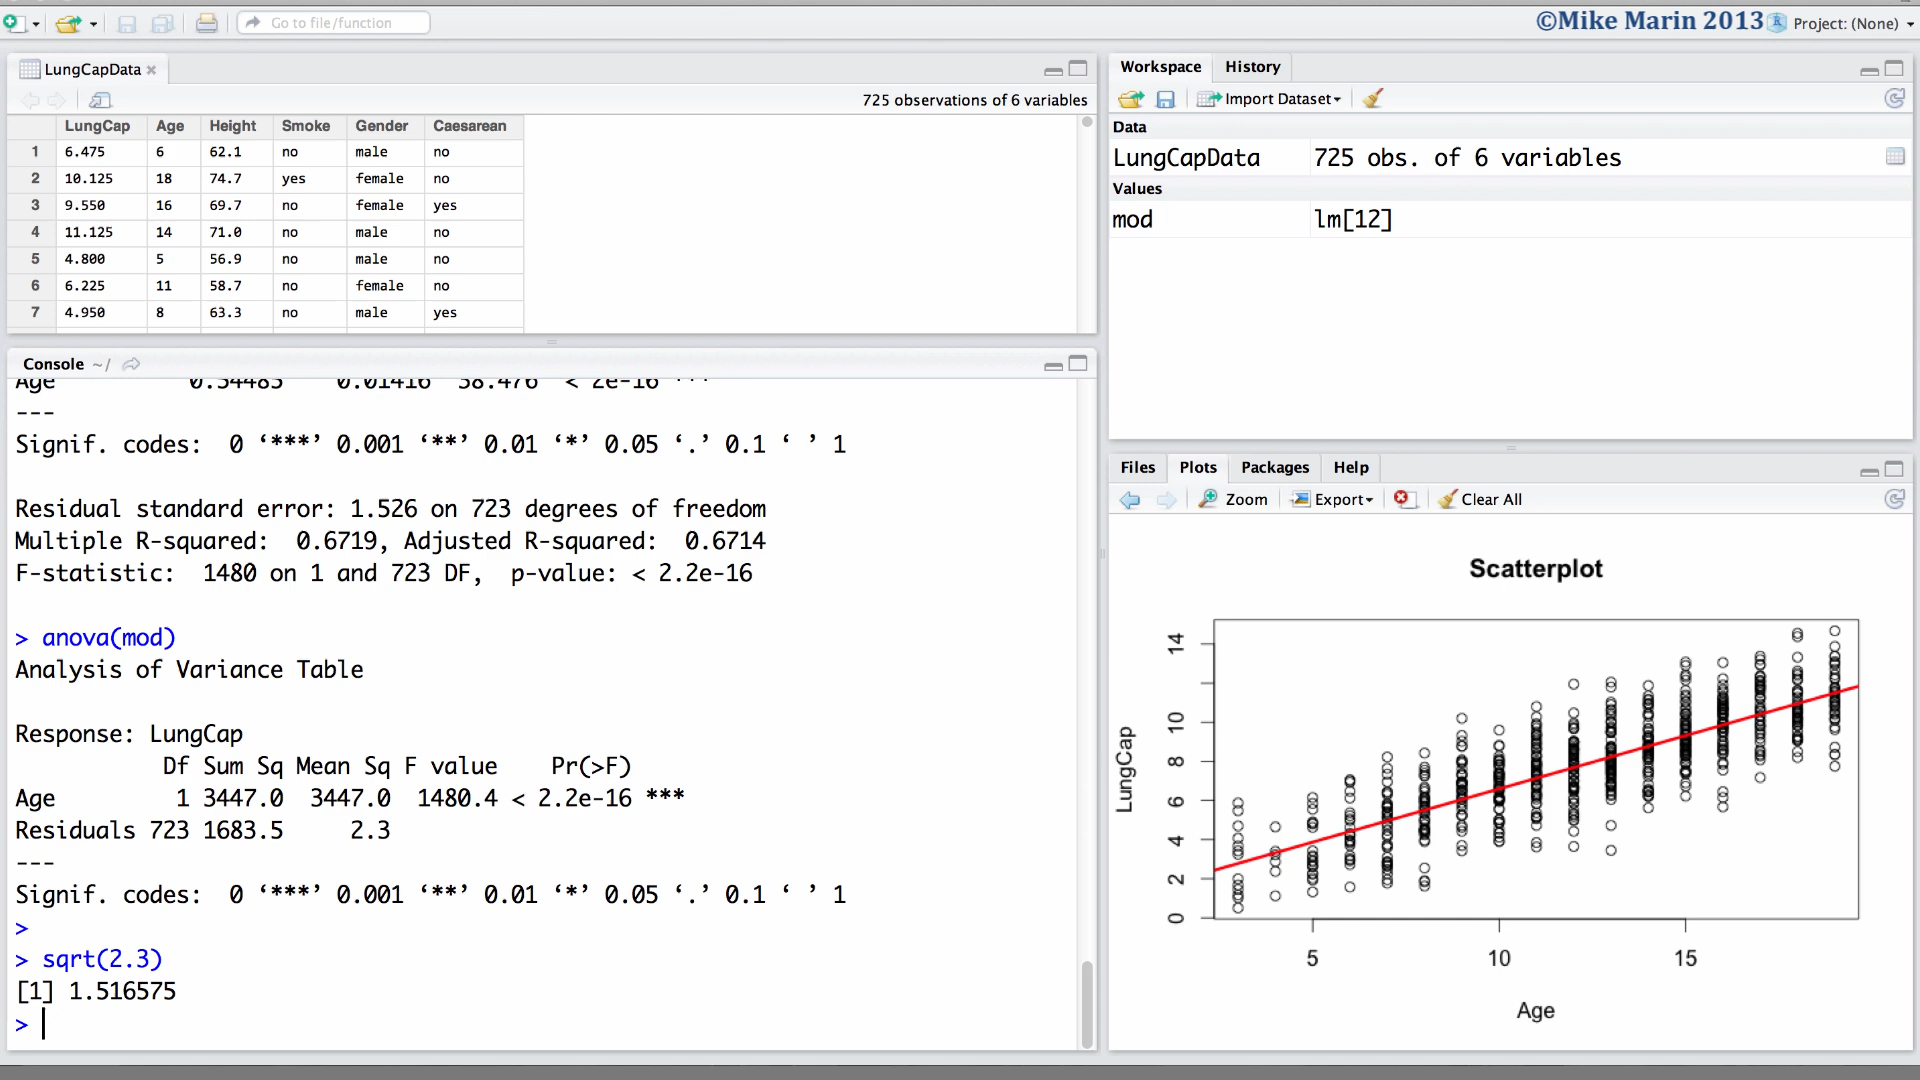 Go to file/function
©Mike Marin 2013 Project: (None)
LungCapData
725 observations of 6 variables
LungCap Age Height Smoke Gender Caesarean
1 6.475 6 62.1 no male no
2 10.125 18 74.7 yes female no
3 9.550 16 69.7 no female yes
4 11.125 14 71.0 no male no
5 4.800 5 56.9 no male no
6 6.225 11 58.7 no female no
7 4.950 8 63.3 no male yes
Console ~/
Age 0.54485 0.01416 38.476 < 2e-16 ***
---
Signif. codes: 0 ‘***’ 0.001 ‘**’ 0.01 ‘*’ 0.05 ‘.’ 0.1 ‘ ’ 1
Residual standard error: 1.526 on 723 degrees of freedom
Multiple R-squared: 0.6719, Adjusted R-squared: 0.6714
F-statistic: 1480 on 1 and 723 DF, p-value: < 2.2e-16
> anova(mod)
Analysis of Variance Table
Response: LungCap
Df Sum Sq Mean Sq F value Pr(>F)
Age 1 3447.0 3447.0 1480.4 < 2.2e-16 ***
Residuals 723 1683.5 2.3
---
Signif. codes: 0 ‘***’ 0.001 ‘**’ 0.01 ‘*’ 0.05 ‘.’ 0.1 ‘ ’ 1
>
> sqrt(2.3)
[1] 1.516575
>
Workspace History
Import Dataset
Data
LungCapData 725 obs. of 6 variables
Values
mod lm[12]
Files Plots Packages Help
Zoom Export Clear All
Scatterplot
LungCap
14
10
8
6
4
2
0
5 10 15
Age